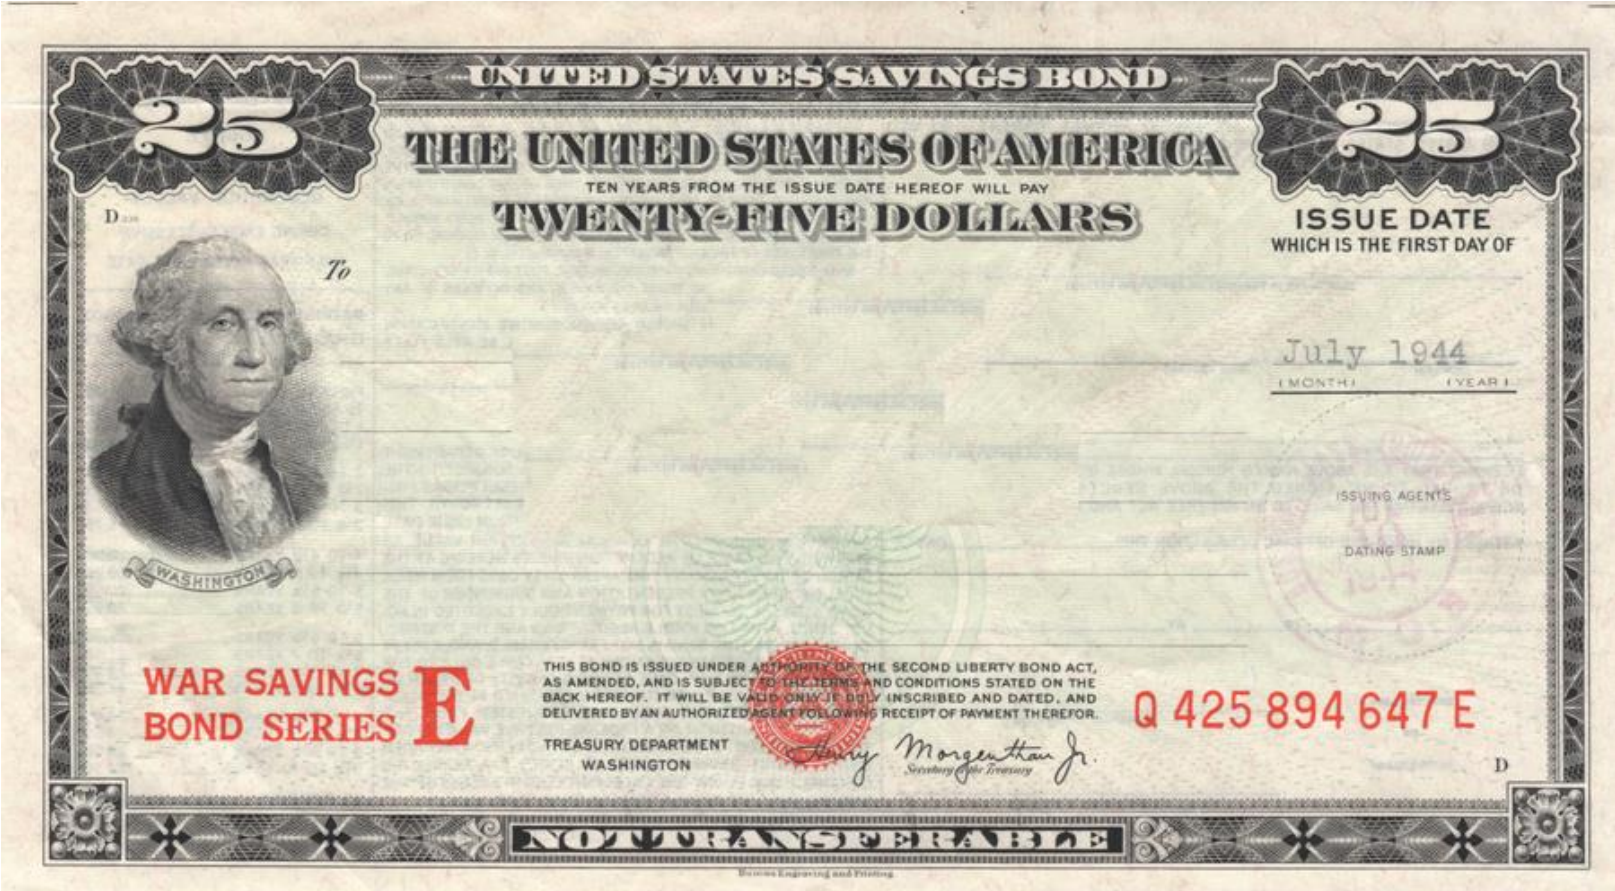 UNITED STATES SAVINGS BOND
25
25
THE UNITED STATES OF AMERICA
TEN YEARS FROM THE ISSUE DATE HEREOF WILL PAY
TWENTY-FIVE DOLLARS
ISSUE DATE
WHICH IS THE FIRST DAY OF
D
To
July 1944
(MONTH) (YEAR)
ISSUING AGENT'S
DATING STAMP
WASHINGTON
WAR SAVINGS
BOND SERIES E
THIS BOND IS ISSUED UNDER AUTHORITY OF THE SECOND LIBERTY BOND ACT,
AS AMENDED, AND IS SUBJECT TO THE TERMS AND CONDITIONS STATED ON THE
BACK HEREOF. IT WILL BE VALID ONLY IF DULY INSCRIBED AND DATED, AND
DELIVERED BY AN AUTHORIZED AGENT FOLLOWING RECEIPT OF PAYMENT THEREFOR.
Q 425 894 647 E
TREASURY DEPARTMENT
WASHINGTON
Henry Morgenthau Jr.
Secretary of the Treasury
D
NOT TRANSFERABLE
Bureau Engraving and Printing